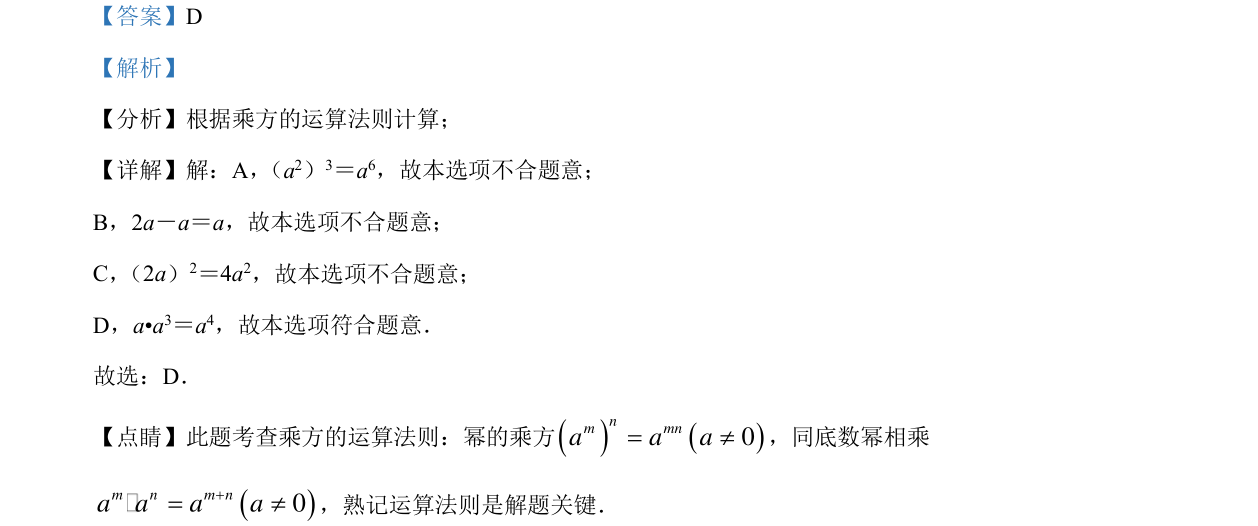 【答案】D
【解析】
【分析】根据乘方的运算法则计算；
【详解】解：A，（a²）³＝a⁶，故本选项不合题意；
B，2a－a＝a，故本选项不合题意；
C，（2a）²＝4a²，故本选项不合题意；
D，a•a³＝a⁴，故本选项符合题意．
故选：D．
【点睛】此题考查乘方的运算法则：幂的乘方(aᵐ)ⁿ = aᵐⁿ(a ≠ 0)，同底数幂相乘
aᵐ□aⁿ = aᵐ⁺ⁿ(a ≠ 0)，熟记运算法则是解题关键．